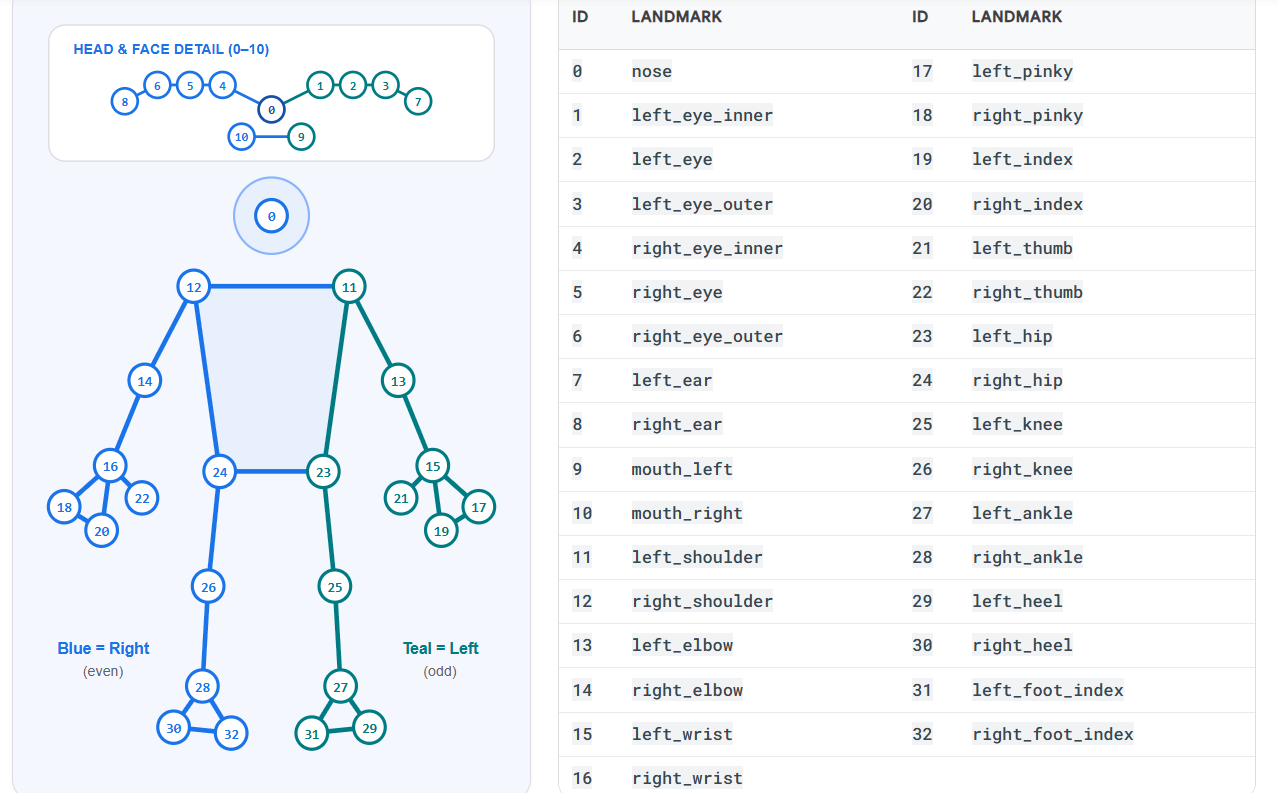 HEAD & FACE DETAIL (0–10)
6 5 4 1 2 3
8 0 7
10 9
0
12 11
14 13
16 15
18 22 21 17
20 19
24 23
26 25
Blue = Right Teal = Left
(even) (odd)
28 27
30 32 31 29
ID LANDMARK ID LANDMARK
0 nose 17 left_pinky
1 left_eye_inner 18 right_pinky
2 left_eye 19 left_index
3 left_eye_outer 20 right_index
4 right_eye_inner 21 left_thumb
5 right_eye 22 right_thumb
6 right_eye_outer 23 left_hip
7 left_ear 24 right_hip
8 right_ear 25 left_knee
9 mouth_left 26 right_knee
10 mouth_right 27 left_ankle
11 left_shoulder 28 right_ankle
12 right_shoulder 29 left_heel
13 left_elbow 30 right_heel
14 right_elbow 31 left_foot_index
15 left_wrist 32 right_foot_index
16 right_wrist